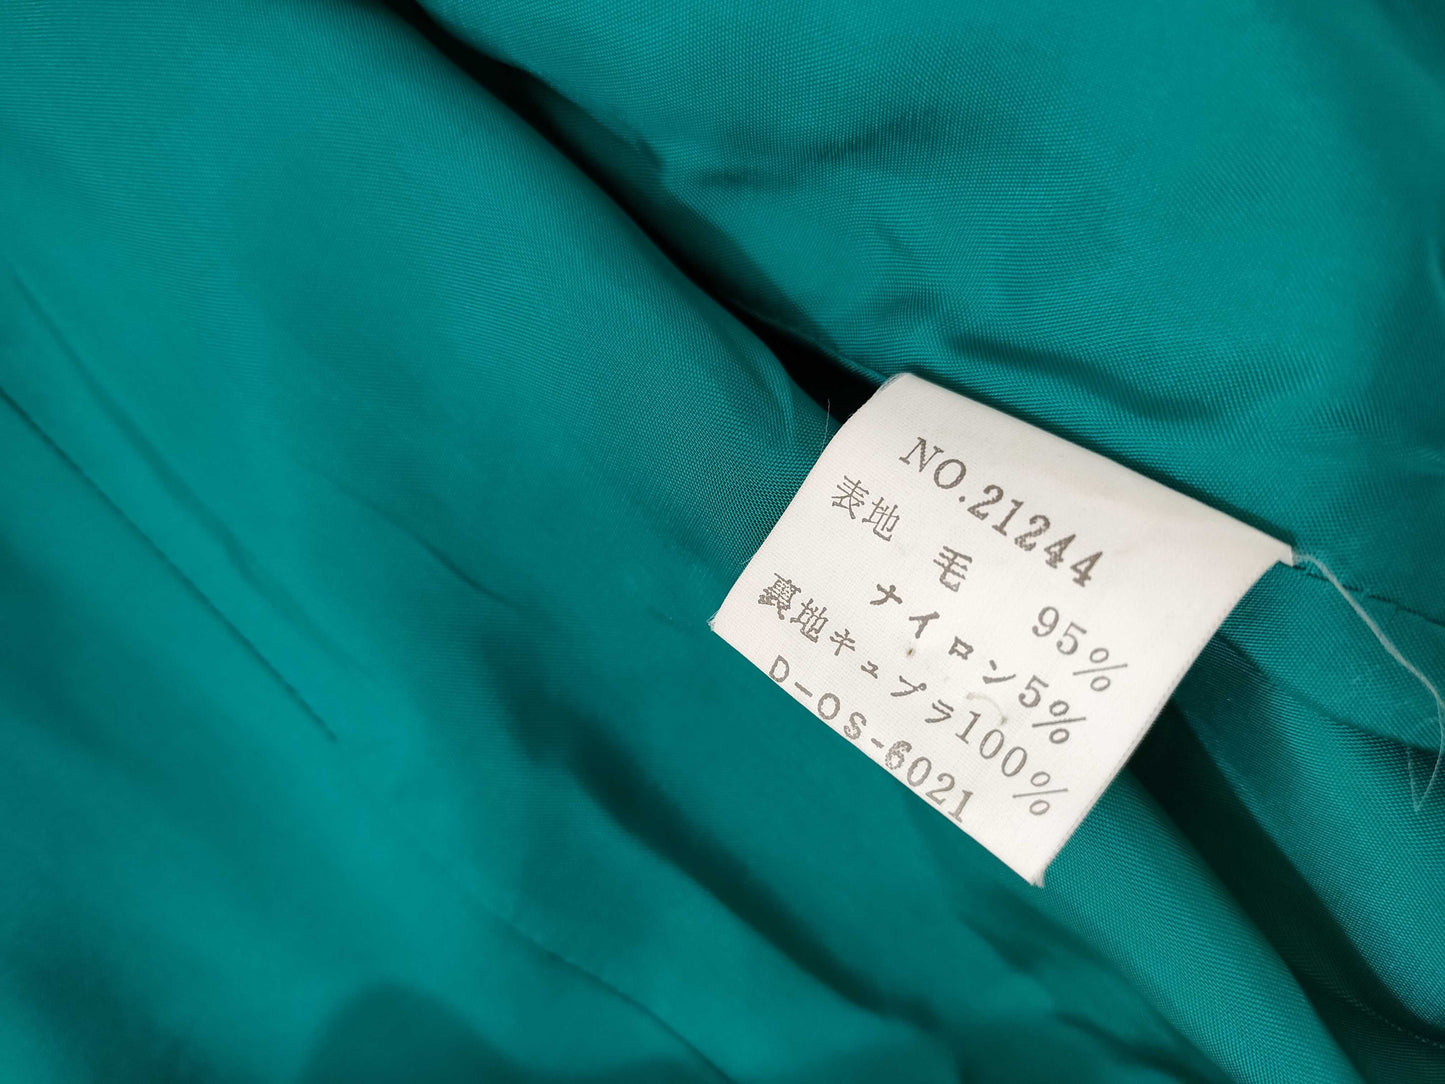 NO.21244
表地 毛 95%
ナイロン5%
裏地キュプラ100%
D-OS-6021